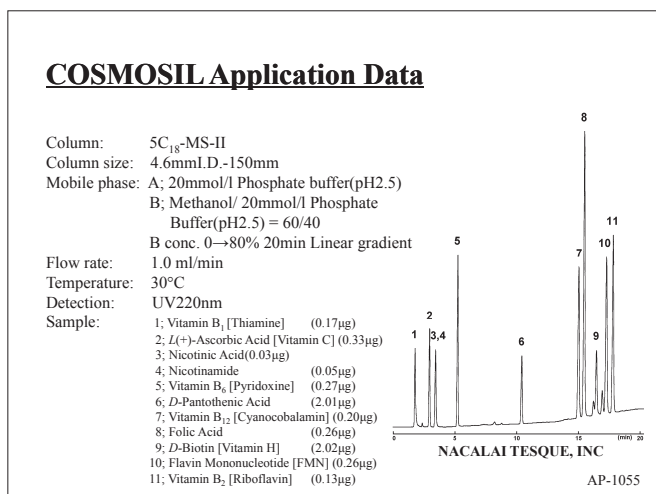 COSMOSIL Application Data
Column: 5C18-MS-II
Column size: 4.6mmI.D.-150mm
Mobile phase: A; 20mmol/l Phosphate buffer(pH2.5)
B; Methanol/ 20mmol/l Phosphate
Buffer(pH2.5) = 60/40
B conc. 0→80% 20min Linear gradient
Flow rate: 1.0 ml/min
Temperature: 30°C
Detection: UV220nm
Sample: 1; Vitamin B1 [Thiamine] (0.17μg)
2; L(+)-Ascorbic Acid [Vitamin C] (0.33μg)
3; Nicotinic Acid(0.03μg)
4; Nicotinamide (0.05μg)
5; Vitamin B6 [Pyridoxine] (0.27μg)
6; D-Pantothenic Acid (2.01μg)
7; Vitamin B12 [Cyanocobalamin] (0.20μg)
8; Folic Acid (0.26μg)
9; D-Biotin [Vitamin H] (2.02μg)
10; Flavin Mononucleotide [FMN] (0.26μg)
11; Vitamin B2 [Riboflavin] (0.13μg)
1
2
3,4
5
6
7
8
9
10
11
0 5 10 15 (min) 20
NACALAI TESQUE, INC
AP-1055